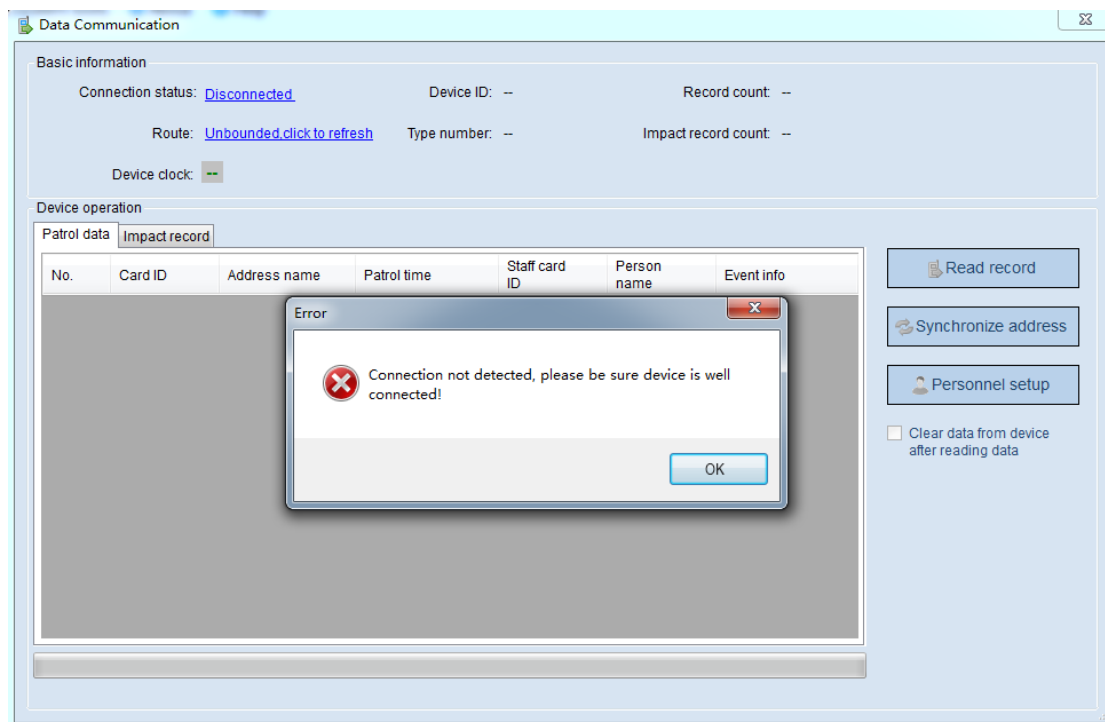 Data Communication
Basic information
Connection status: Disconnected
Device ID: --
Record count: --
Route: Unbounded,click to refresh
Type number: --
Impact record count: --
Device clock: --
Device operation
Patrol data
Impact record
No.
Card ID
Address name
Patrol time
Staff card
ID
Person
name
Event info
Read record
Synchronize address
Personnel setup
Clear data from device
after reading data
Error
Connection not detected, please be sure device is well
connected!
OK